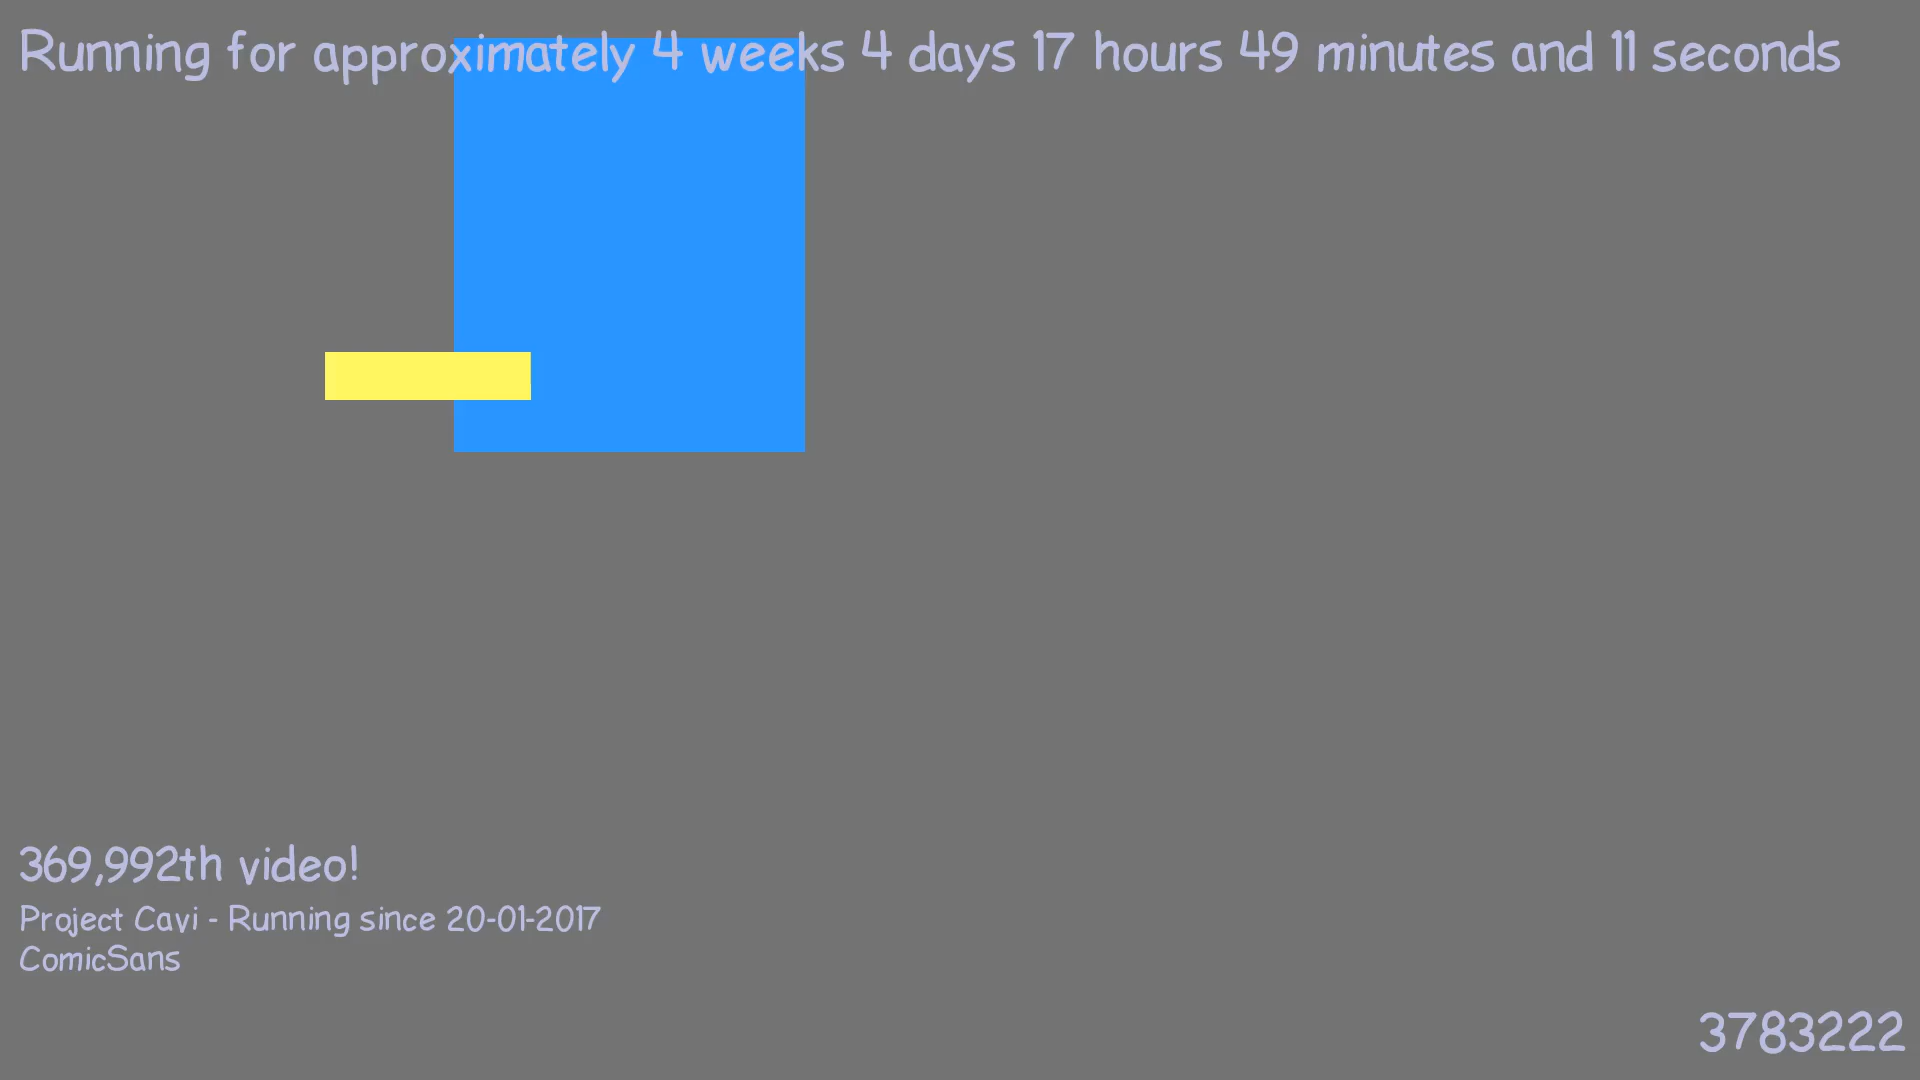 Running for approximately 4 weeks 4 days 17 hours 49 minutes and 11 seconds
369,992th video!
Project Cavi - Running since 20-01-2017
ComicSans
3783222